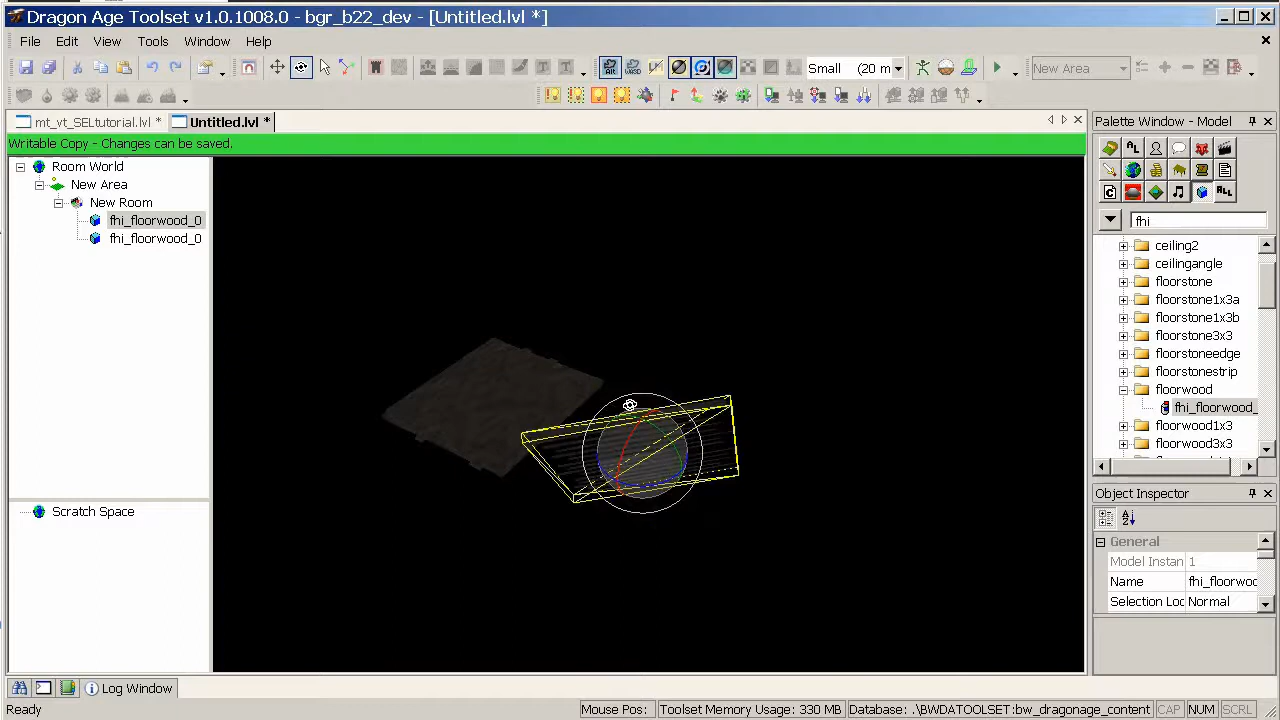 Dragon Age Toolset v1.0.1008.0 - bgr_b22_dev - [Untitled.lvl *]
File Edit View Tools Window Help
Small (20 m
New Area
mt_vt_SELtutorial.lvl * Untitled.lvl *
Writable Copy - Changes can be saved.
Room World
New Area
New Room
fhi_floorwood_0
fhi_floorwood_0
Scratch Space
Palette Window - Model
fhi
ceiling2
ceilingangle
floorstone
floorstone1x3a
floorstone1x3b
floorstone3x3
floorstoneedge
floorstonestrip
floorwood
fhi_floorwood_
floorwood1x3
floorwood3x3
Object Inspector
General
Model Instan 1
Name fhi_floorwoo
Selection Loc Normal
Log Window
Ready Mouse Pos: Toolset Memory Usage: 330 MB Database: .\BWDATOOLSET:bw_dragonage_content CAP NUM SCRL